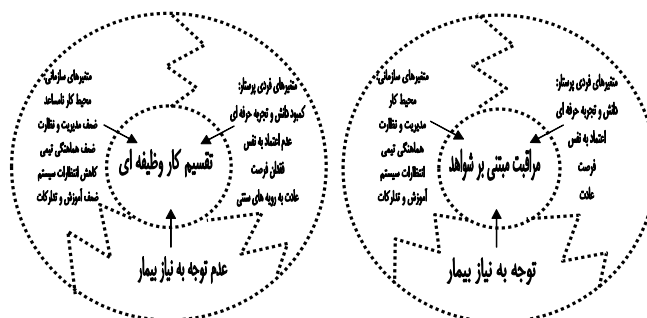 متغیرهای فردی پرستار:
دانش و تجربه حرفه ای
اعتماد به نفس
فرصت
عادت
متغیرهای سازمانی:
محیط کار
مدیریت و نظارت
هماهنگی تیمی
انتظارات سیستم
آموزش و تدارکات
مراقبت مبتنی بر شواهد
توجه به نیاز بیمار
متغیرهای فردی پرستار:
کمبود دانش و تجربه حرفه ای
عدم اعتماد به نفس
فقدان فرصت
عادت به رویه های سنتی
متغیرهای سازمانی:
محیط کار نامساعد
ضعف مدیریت و نظارت
ضعف هماهنگی تیمی
کاهش انتظارات سیستم
ضعف آموزش و تدارکات
تقسیم کار وظیفه ای
عدم توجه به نیاز بیمار